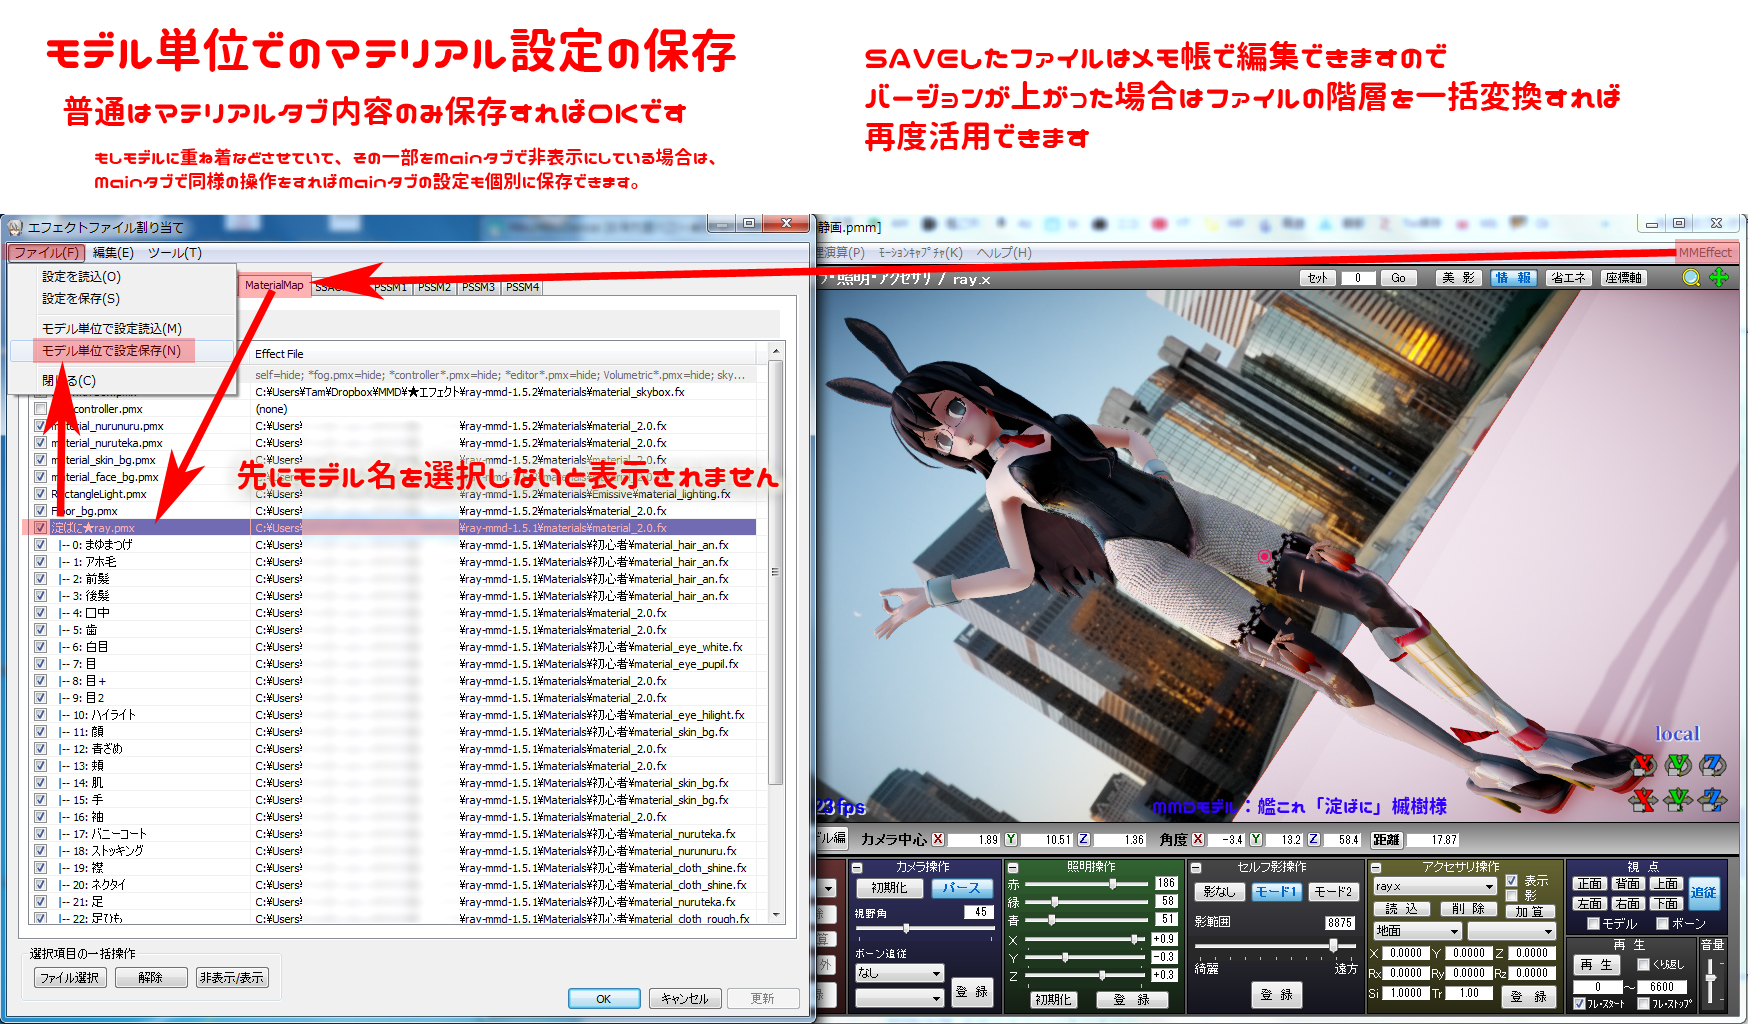 モデル単位でのマテリアル設定の保存
普通はマテリアルタブ内容のみ保存すればOKです
もしモデルに重ね着などさせていて、その一部をMainタブで非表示にしている場合は、
Mainタブで同様の操作をすればMainタブの設定も個別に保存できます。
SAVEしたファイルはメモ帳で編集できますので
バージョンが上がった場合はファイルの階層を一括変換すれば
再度活用できます
エフェクトファイル割り当て
ファイル(F) 編集(E) ツール(T)
設定を読込(O)
設定を保存(S)
モデル単位で設定読込(M)
モデル単位で設定保存(N)
閉じる(C)
MaterialMap PSSM1 PSSM2 PSSM3 PSSM4
Effect File
self=hide; *fog.pmx=hide; *controller*.pmx=hide; *editor*.pmx=hide; Volumetric*.pmx=hide; sky...
C:¥Users¥Tam¥Dropbox¥MMD¥★エフェクト¥ray-mmd-1.5.2¥materials¥material_skybox.fx
controller.pmx (none)
material_nurunuru.pmx C:¥Users¥ ¥ray-mmd-1.5.2¥materials¥material_2.0.fx
material_nuruteka.pmx C:¥Users¥ ¥ray-mmd-1.5.2¥materials¥material_2.0.fx
material_skin_bg.pmx C:¥Users¥ ¥ray-mmd-1.5.2¥materials¥material_2.0.fx
先にモデル名を選択しないと表示されません
material_face_bg.pmx C:¥Users¥
RectangleLight.pmx C:¥Users¥ ¥ray-mmd-1.5.2¥materials¥Emissive¥material_lighting.fx
Floor_bg.pmx C:¥Users¥ ¥ray-mmd-1.5.2¥materials¥material_2.0.fx
淀ばに★ray.pmx C:¥Users¥ ¥ray-mmd-1.5.1¥Materials¥material_2.0.fx
|-- 0: まゆまつげ C:¥Users¥ ¥ray-mmd-1.5.1¥Materials¥初心者¥material_hair_an.fx
|-- 1: アホ毛 C:¥Users¥ ¥ray-mmd-1.5.1¥Materials¥初心者¥material_hair_an.fx
|-- 2: 前髪 C:¥Users¥ ¥ray-mmd-1.5.1¥Materials¥初心者¥material_hair_an.fx
|-- 3: 後髪 C:¥Users¥ ¥ray-mmd-1.5.1¥Materials¥初心者¥material_hair_an.fx
|-- 4: 口中 C:¥Users¥ ¥ray-mmd-1.5.1¥Materials¥material_2.0.fx
|-- 5: 歯 C:¥Users¥ ¥ray-mmd-1.5.1¥Materials¥material_2.0.fx
|-- 6: 白目 C:¥Users¥ ¥ray-mmd-1.5.1¥Materials¥初心者¥material_eye_white.fx
|-- 7: 目 C:¥Users¥ ¥ray-mmd-1.5.1¥Materials¥初心者¥material_eye_pupil.fx
|-- 8: 目+ C:¥Users¥ ¥ray-mmd-1.5.1¥Materials¥material_2.0.fx
|-- 9: 目2 C:¥Users¥ ¥ray-mmd-1.5.1¥Materials¥material_2.0.fx
|-- 10: ハイライト C:¥Users¥ ¥ray-mmd-1.5.1¥Materials¥初心者¥material_eye_hilight.fx
|-- 11: 顔 C:¥Users¥ ¥ray-mmd-1.5.1¥Materials¥初心者¥material_skin_bg.fx
|-- 12: 青ざめ C:¥Users¥ ¥ray-mmd-1.5.1¥Materials¥material_2.0.fx
|-- 13: 頬 C:¥Users¥ ¥ray-mmd-1.5.1¥Materials¥material_2.0.fx
|-- 14: 肌 C:¥Users¥ ¥ray-mmd-1.5.1¥Materials¥初心者¥material_skin_bg.fx
|-- 15: 手 C:¥Users¥ ¥ray-mmd-1.5.1¥Materials¥初心者¥material_skin_bg.fx
|-- 16: 袖 C:¥Users¥ ¥ray-mmd-1.5.1¥Materials¥material_2.0.fx
|-- 17: バニーコート C:¥Users¥ ¥ray-mmd-1.5.1¥Materials¥初心者¥material_nuruteka.fx
|-- 18: ストッキング C:¥Users¥ ¥ray-mmd-1.5.1¥Materials¥初心者¥material_nurunuru.fx
|-- 19: 襟 C:¥Users¥ ¥ray-mmd-1.5.1¥Materials¥初心者¥material_cloth_shine.fx
|-- 20: ネクタイ C:¥Users¥ ¥ray-mmd-1.5.1¥Materials¥初心者¥material_cloth_shine.fx
|-- 21: 足 C:¥Users¥ ¥ray-mmd-1.5.1¥Materials¥初心者¥material_nuruteka.fx
|-- 22: 足ひも C:¥Users¥ ¥ray-mmd-1.5.1¥Materials¥初心者¥material_cloth_rough.fx
選択項目の一括操作
ファイル選択 解除 非表示/表示
OK キャンセル 更新
静画.pmm]
理演算(P) モーションキャプチャ(K) ヘルプ(H) MMEffect
ラ・照明・アクセサリ / ray.x セット 0 Go 美 影 情 報 省エネ 座標軸
local
23 fps
MMDモデル：艦これ「淀ばに」槭樹様
デル編 カメラ中心 X 1.89 Y 10.51 Z 1.36 角度 X -3.4 Y 13.2 Z 58.4 距離 17.87
カメラ操作
初期化 パース
視野角 45
ボーン追従
なし
登 録
照明操作
赤 186
緑 58
青 51
X +0.9
Y -0.3
Z +0.3
初期化 登 録
セルフ影操作
影なし モード1 モード2
影範囲 8875
綺麗 遠方
登 録
アクセサリ操作
ray.x 表示
影
読 込 削 除 加 算
地面
X 0.0000 Y 0.0000 Z 0.0000
Rx 0.0000 Ry 0.0000 Rz 0.0000
Si 1.0000 Tr 1.00 登 録
視 点
正面 背面 上面 追従
左面 右面 下面
モデル ボーン
再 生 音量
再 生 くり返し
0 ～ 6600
フレ・スタート フレ・ストップ